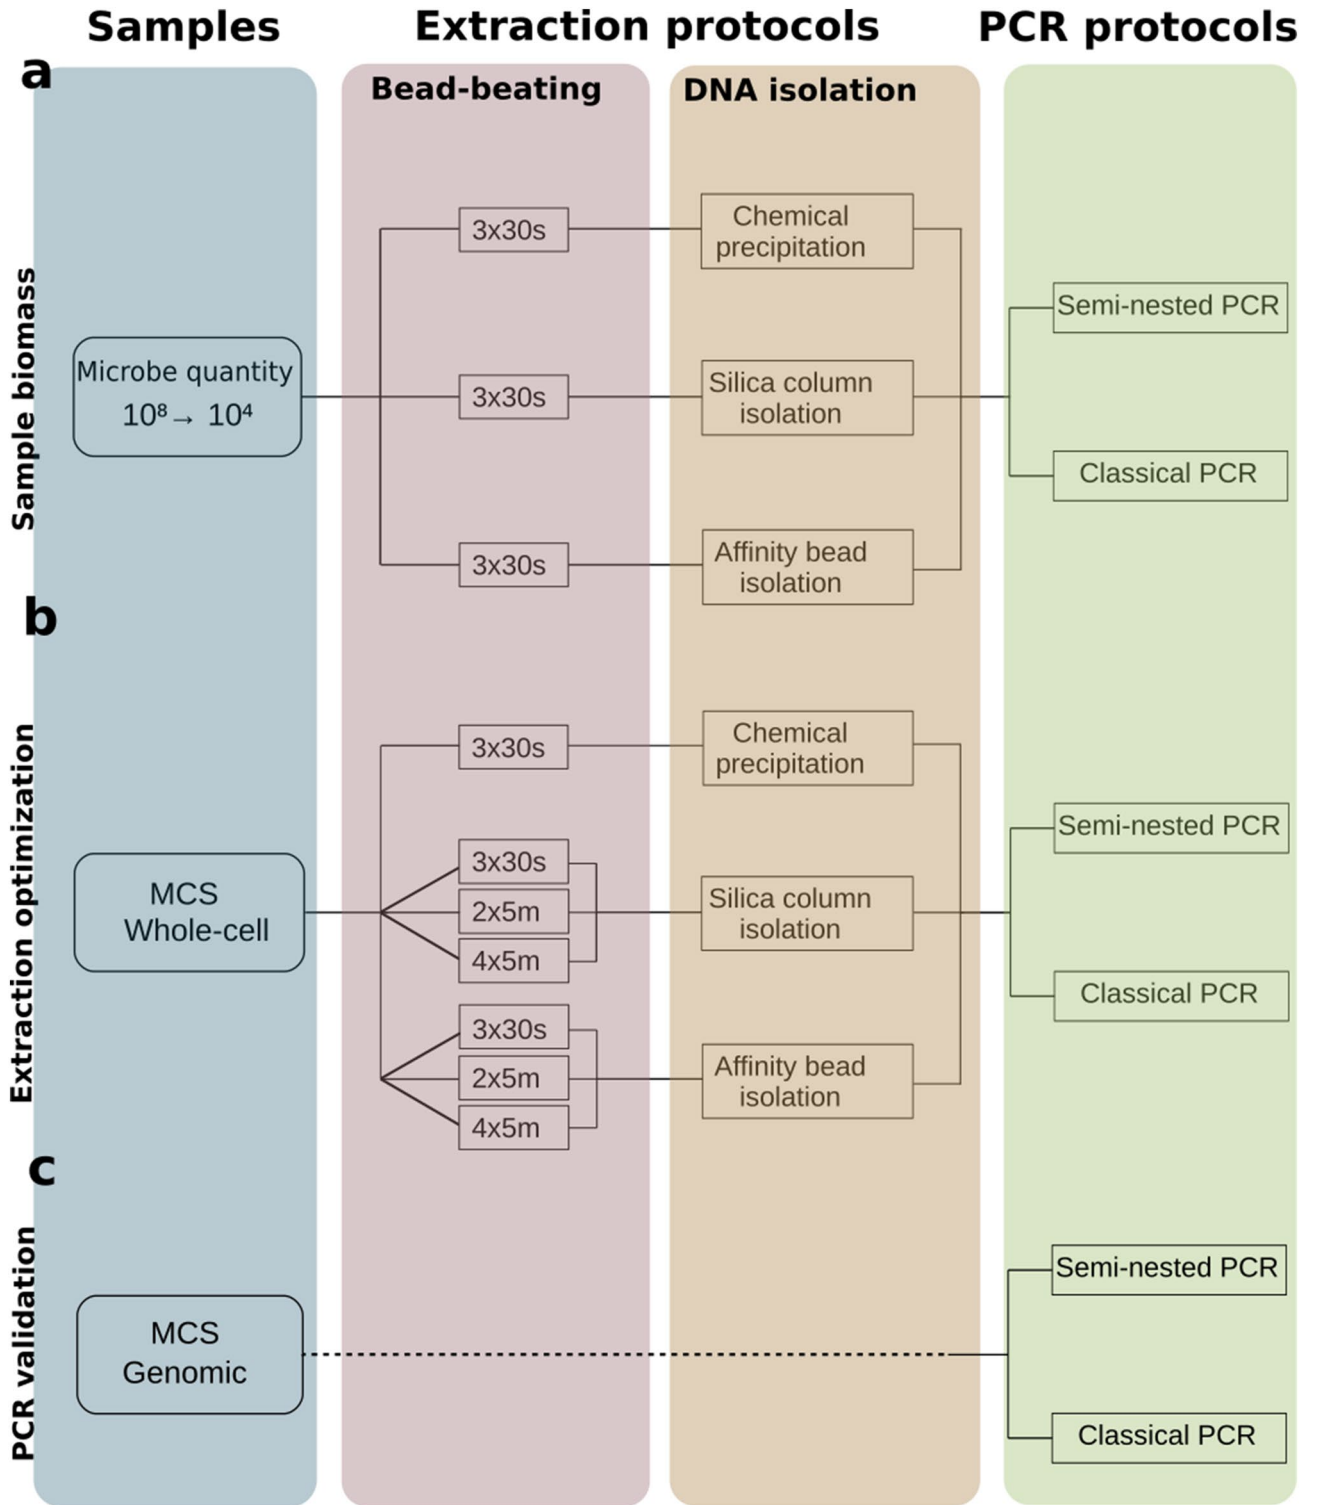 Samples
Extraction protocols
PCR protocols
a
Bead-beating
DNA isolation
Sample biomass
Microbe quantity
10⁸→ 10⁴
3x30s
Chemical
precipitation
3x30s
Silica column
isolation
3x30s
Affinity bead
isolation
Semi-nested PCR
Classical PCR
b
Extraction optimization
MCS
Whole-cell
3x30s
Chemical
precipitation
3x30s
2x5m
4x5m
Silica column
isolation
3x30s
2x5m
4x5m
Affinity bead
isolation
Semi-nested PCR
Classical PCR
c
PCR validation
MCS
Genomic
Semi-nested PCR
Classical PCR